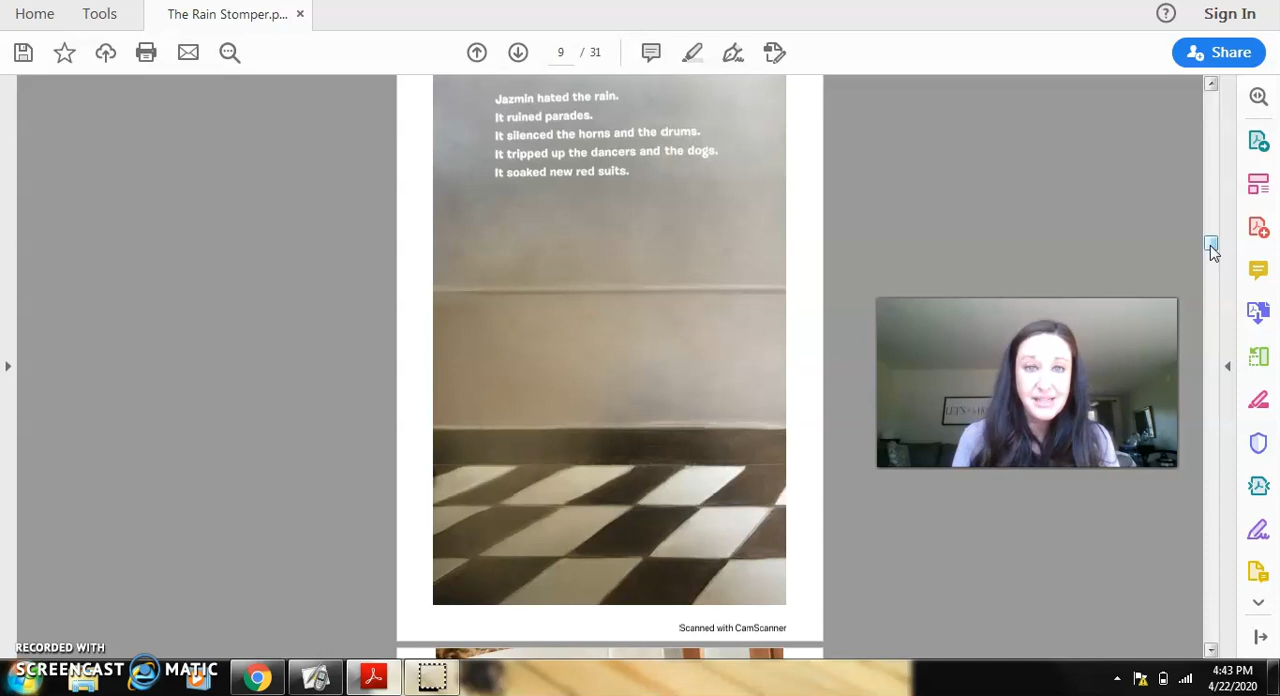 Home
Tools
The Rain Stomper.p... ×
?
Sign In
9 / 31
Share
Jazmin hated the rain.
It ruined parades.
It silenced the horns and the drums.
It tripped up the dancers and the dogs.
It soaked new red suits.
Scanned with CamScanner
RECORDED WITH
SCREENCAST MATIC
4:43 PM
4/22/2020